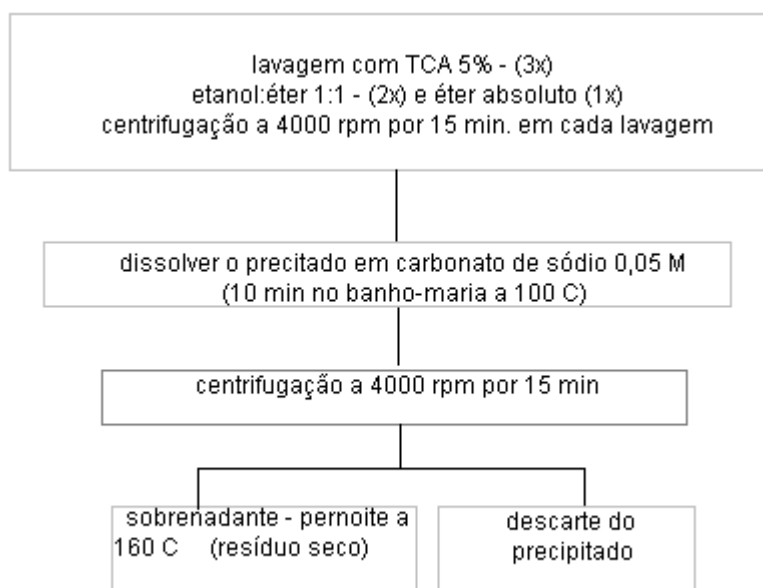 lavagem com TCA 5% - (3x)
etanol:éter 1:1 - (2x) e éter absoluto (1x)
centrifugação a 4000 rpm por 15 min. em cada lavagem
dissolver o precitado em carbonato de sódio 0,05 M
(10 min no banho-maria a 100 C)
centrifugação a 4000 rpm por 15 min
sobrenadante - pernoite a
160 C (resíduo seco)
descarte do
precipitado